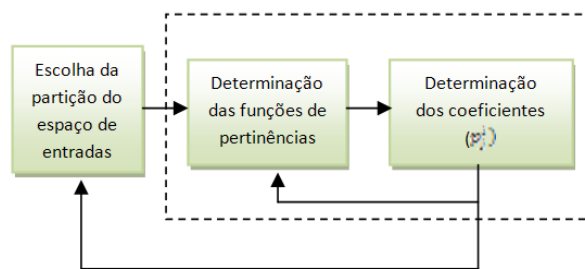 Escolha da
partição do
espaço de
entradas
Determinação
das funções de
pertinências
Determinação
dos coeficientes